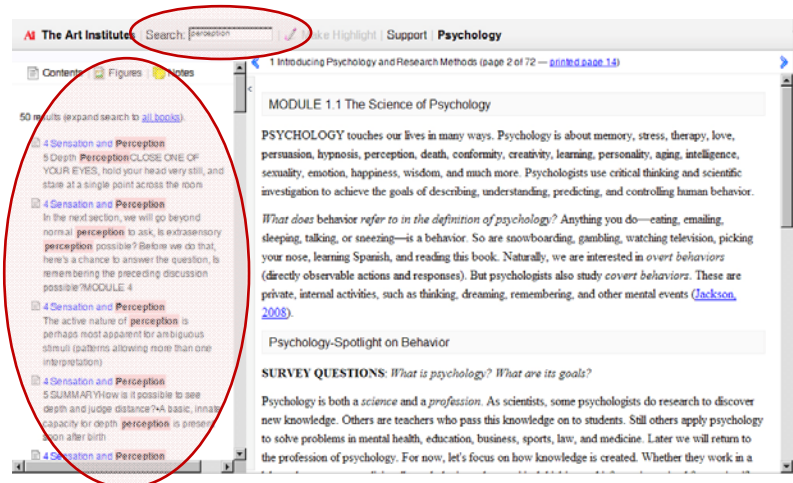 AI The Art Institutes | Search: perception | Make Highlight | Support | Psychology
Contents | Figures | Notes
50 results (expand search to all books).
4 Sensation and Perception
5 Depth PerceptionCLOSE ONE OF
YOUR EYES, hold your head very still, and
stare at a single point across the room
4 Sensation and Perception
In the next section, we will go beyond
normal perception to ask, Is extrasensory
perception possible? Before we do that,
here's a chance to answer the question, Is
remembering the preceding discussion
possible?MODULE 4
4 Sensation and Perception
The active nature of perception is
perhaps most apparent for ambiguous
stimuli (patterns allowing more than one
interpretation)
4 Sensation and Perception
5 SUMMARYHow is it possible to see
depth and judge distance?•A basic, innate
capacity for depth perception is present
soon after birth
4 Sensation and Perception
1 Introducing Psychology and Research Methods (page 2 of 72 — printed page 14)
MODULE 1.1 The Science of Psychology
PSYCHOLOGY touches our lives in many ways. Psychology is about memory, stress, therapy, love,
persuasion, hypnosis, perception, death, conformity, creativity, learning, personality, aging, intelligence,
sexuality, emotion, happiness, wisdom, and much more. Psychologists use critical thinking and scientific
investigation to achieve the goals of describing, understanding, predicting, and controlling human behavior.
What does behavior refer to in the definition of psychology? Anything you do—eating, emailing,
sleeping, talking, or sneezing—is a behavior. So are snowboarding, gambling, watching television, picking
your nose, learning Spanish, and reading this book. Naturally, we are interested in overt behaviors
(directly observable actions and responses). But psychologists also study covert behaviors. These are
private, internal activities, such as thinking, dreaming, remembering, and other mental events (Jackson,
2008).
Psychology-Spotlight on Behavior
SURVEY QUESTIONS: What is psychology? What are its goals?
Psychology is both a science and a profession. As scientists, some psychologists do research to discover
new knowledge. Others are teachers who pass this knowledge on to students. Still others apply psychology
to solve problems in mental health, education, business, sports, law, and medicine. Later we will return to
the profession of psychology. For now, let's focus on how knowledge is created. Whether they work in a